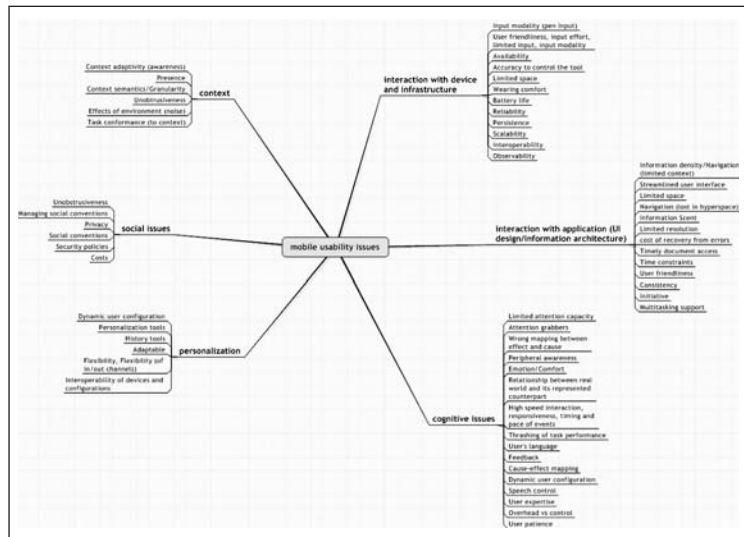 mobile usability issues
context
Context adaptivity (awareness)
Presence
Context semantics/Granularity
Unobtrusiveness
Effects of environment (noise)
Task conformance (to context)
social issues
Unobstrusiveness
Managing social conventions
Privacy
Social conventions
Security policies
Costs
personalization
Dynamic user configuration
Personalization tools
History tools
Adaptable
Flexibility, Flexibility (of
in/out channels)
Interoperability of devices and
configurations
interaction with device
and infrastructure
Input modality (pen input)
User friendliness, input effort,
limited input, input modality
Availability
Accuracy to control the tool
Limited space
Wearing comfort
Battery life
Reliability
Persistence
Scalability
Interoperability
Observability
interaction with application (UI
design/information architecture)
Information density/Navigation
(limited context)
Streamlined user interface
Limited space
Navigation (lost in hyperspace)
Information Scent
Limited resolution
cost of recovery from errors
Timely document access
Time constraints
User friendliness
Consistency
Initiative
Multitasking support
cognitive issues
Limited attention capacity
Attention grabbers
Wrong mapping between
effect and cause
Peripheral awareness
Emotion/Comfort
Relationship between real
world and its represented
counterpart
High speed interaction,
responsiveness, timing and
pace of events
Thrashing of task performance
User's language
Feedback
Cause-effect mapping
Dynamic user configuration
Speech control
User expertise
Overhead vs control
User patience